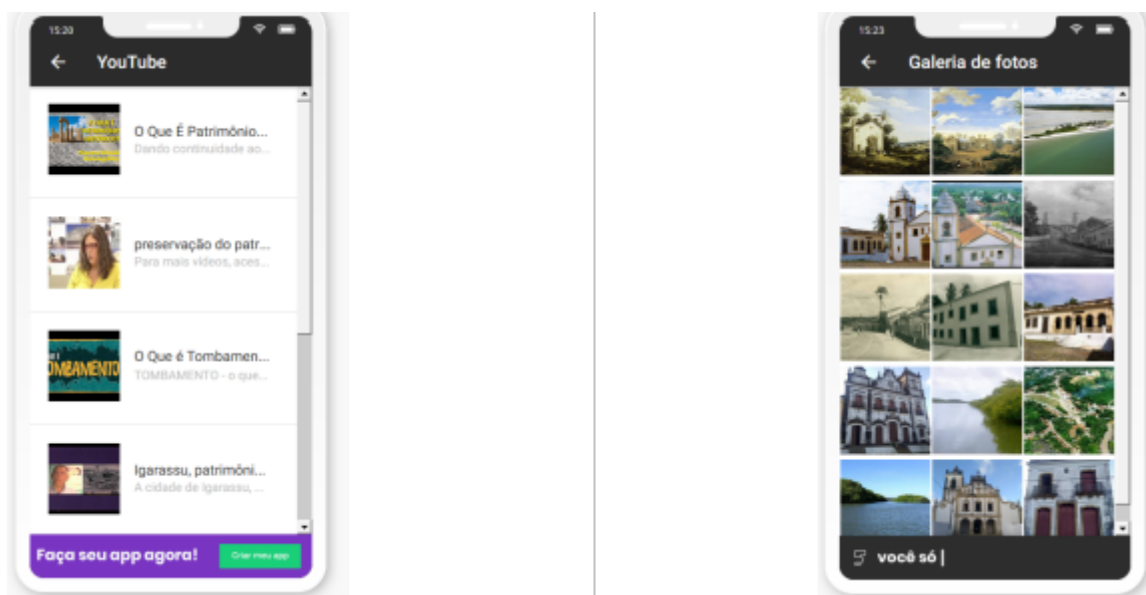 15:20
YouTube
O Que É Patrimônio...
Dando continuidade ao...
preservação do patr...
Para mais vídeos, aces...
O Que é Tombamen...
TOMBAMENTO - o que...
OMBAMENTO
Igarassu, patrimôni...
A cidade de Igarassu, ...
Faça seu app agora!
Criar meu app
15:23
Galeria de fotos
você só |